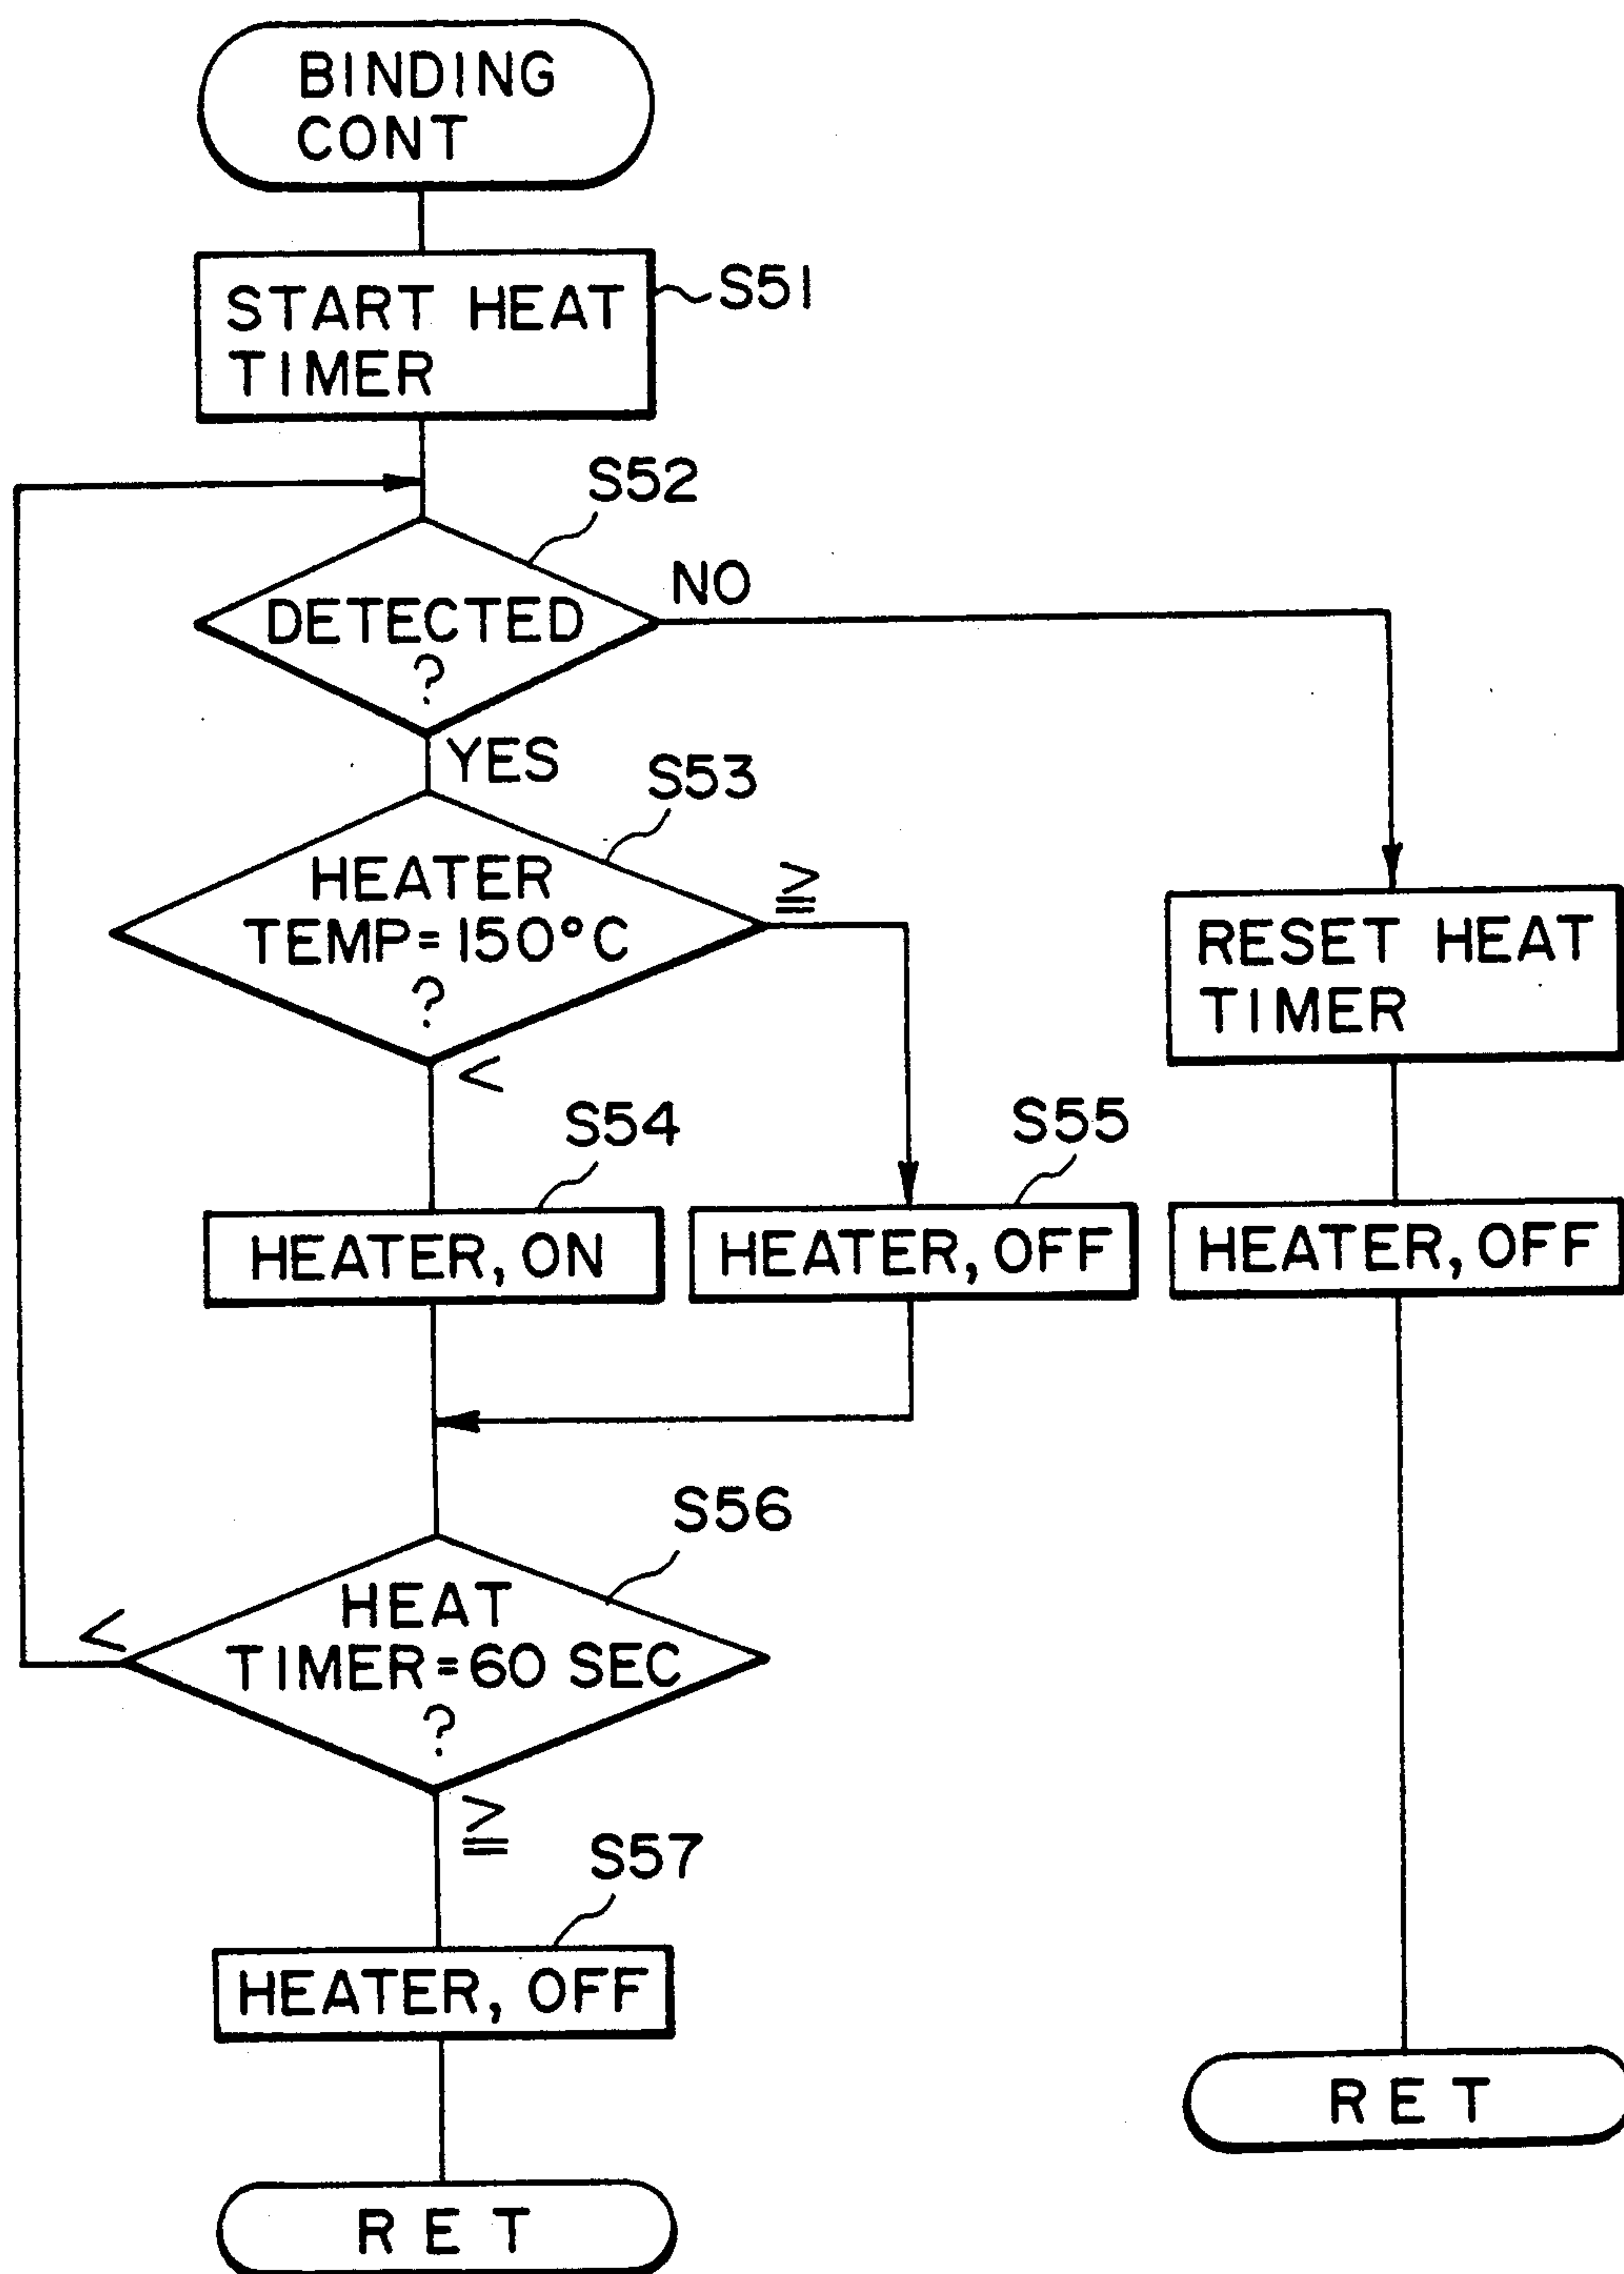 BINDING
CONT
START HEAT
TIMER
S51
S52
DETECTED
?
NO
YES
S53
HEATER
TEMP=150°C
?
≧
<
RESET HEAT
TIMER
S54
HEATER, ON
S55
HEATER, OFF
HEATER, OFF
S56
HEAT
TIMER=60 SEC
?
<
≧
S57
HEATER, OFF
RET
RET